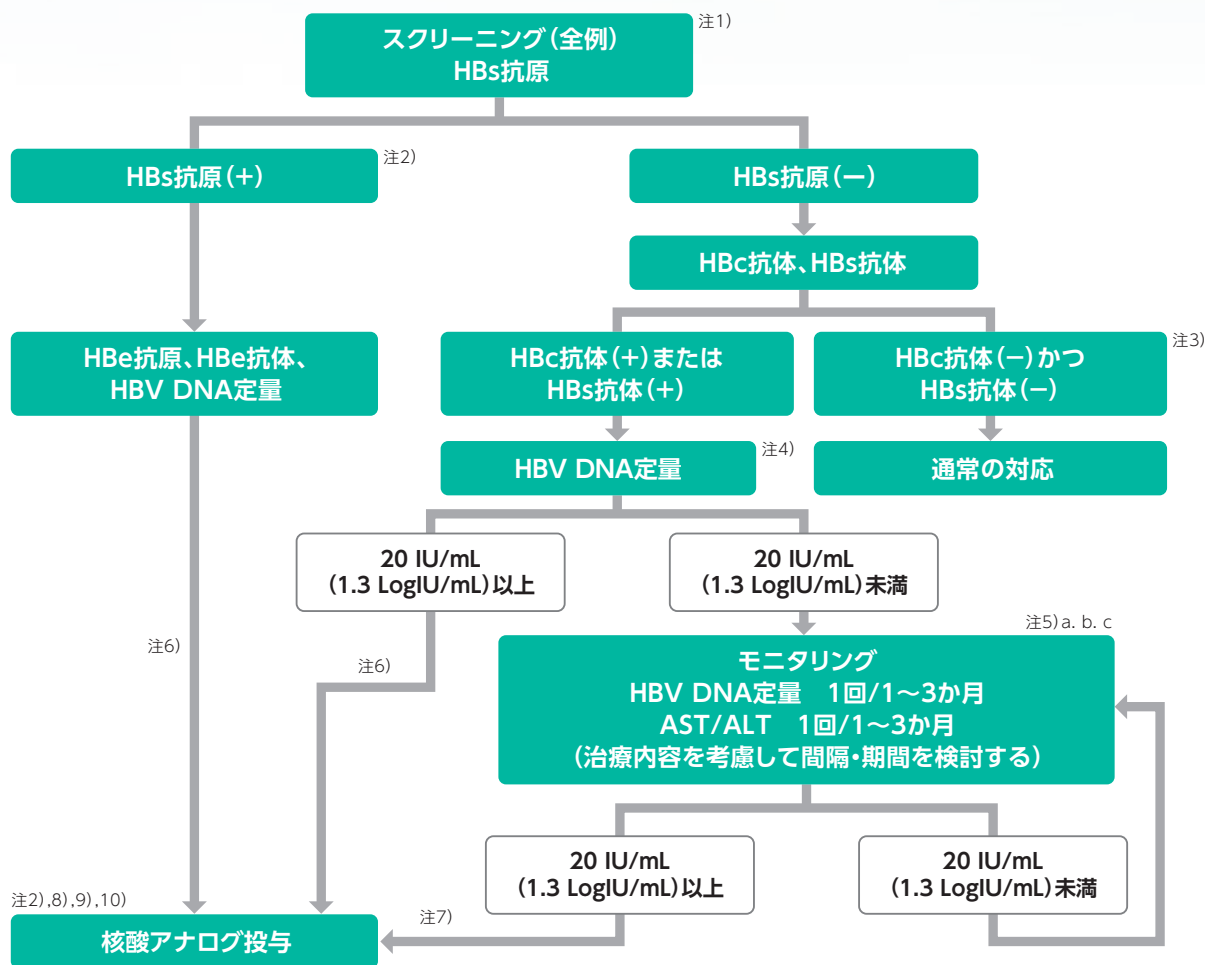 スクリーニング(全例)
HBs抗原
注1)
HBs抗原(+)
注2)
HBs抗原(ー)
HBc抗体、HBs抗体
HBe抗原、HBe抗体、
HBV DNA定量
HBc抗体(+)または
HBs抗体(+)
HBc抗体(−)かつ
HBs抗体(−)
注3)
HBV DNA定量
注4)
通常の対応
20 IU/mL
(1.3 LogIU/mL)以上
20 IU/mL
(1.3 LogIU/mL)未満
注6)
注6)
注5)a. b. c
モニタリング
HBV DNA定量 1回/1〜3か月
AST/ALT 1回/1〜3か月
(治療内容を考慮して間隔・期間を検討する)
20 IU/mL
(1.3 LogIU/mL)以上
20 IU/mL
(1.3 LogIU/mL)未満
注2),8),9),10)
注7)
核酸アナログ投与